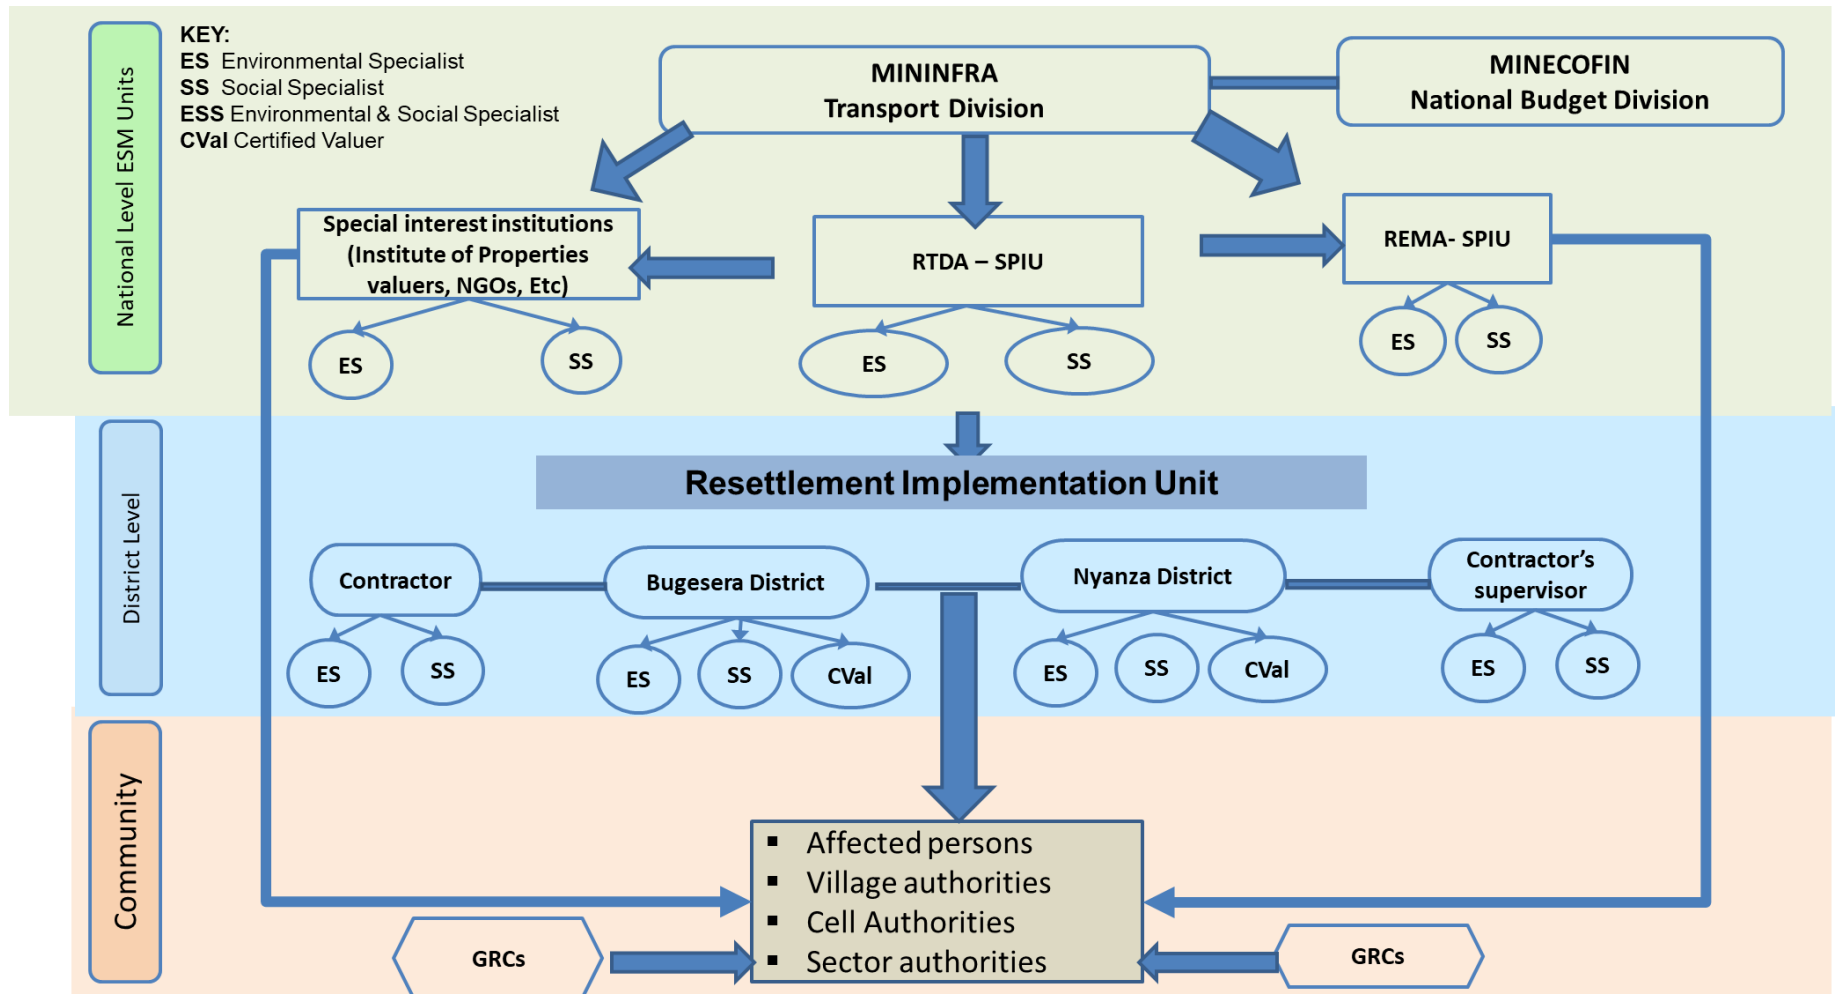 KEY:
ES Environmental Specialist
SS Social Specialist
ESS Environmental & Social Specialist
CVal Certified Valuer
National Level ESM Units
MININFRA
Transport Division
MINECOFIN
National Budget Division
Special interest institutions
(Institute of Properties
valuers, NGOs, Etc)
RTDA – SPIU
REMA- SPIU
ES
SS
ES
SS
ES
SS
District Level
Resettlement Implementation Unit
Contractor
Bugesera District
Nyanza District
Contractor's
supervisor
ES
SS
ES
SS
CVal
ES
SS
CVal
ES
SS
Community
▪ Affected persons
▪ Village authorities
▪ Cell Authorities
▪ Sector authorities
GRCs
GRCs